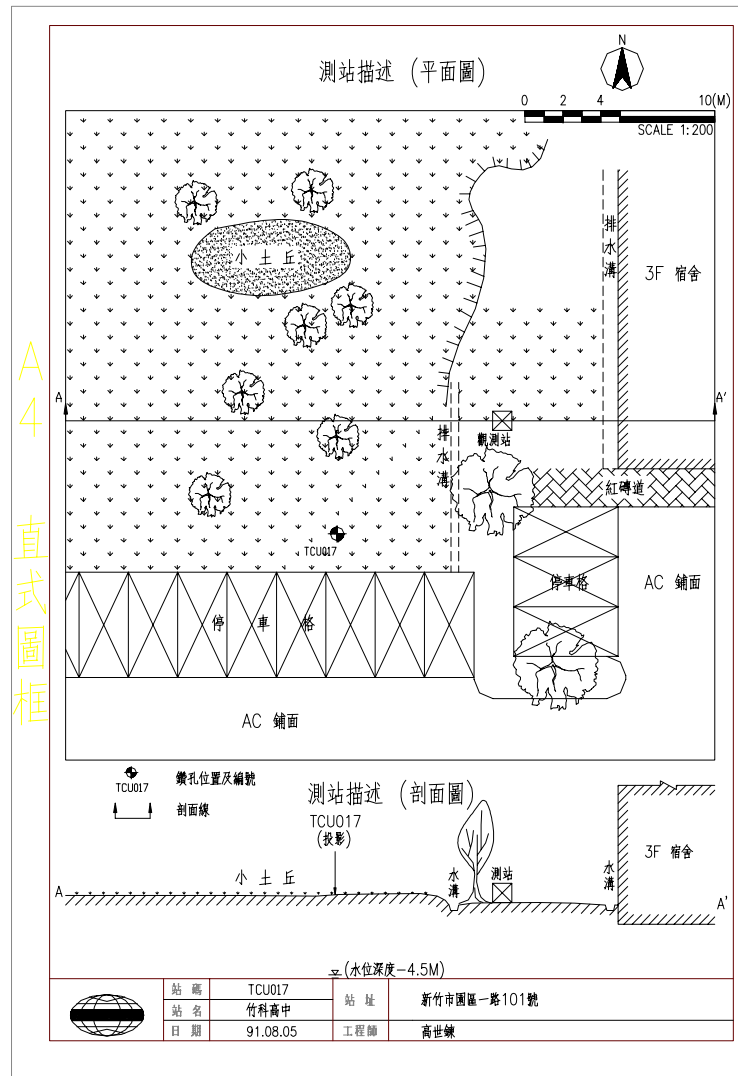 測站描述 (平面圖)
N
0 2 4 10(M)
SCALE 1:200
小 土 丘
排水溝
3F 宿舍
A4 直式圖框
A
A'
排水溝
觀測站
紅磚道
TCU017
停車格
AC 鋪面
停 車 格
AC 鋪面
TCU017
鑽孔位置及編號
剖面線
測站描述 (剖面圖)
TCU017
(投影)
小 土 丘
水溝
測站
水溝
3F 宿舍
A
A'
(水位深度-4.5M)
站 碼 TCU017
站 名 竹科高中
站 址 新竹市園區一路101號
日 期 91.08.05
工程師 高世鍊